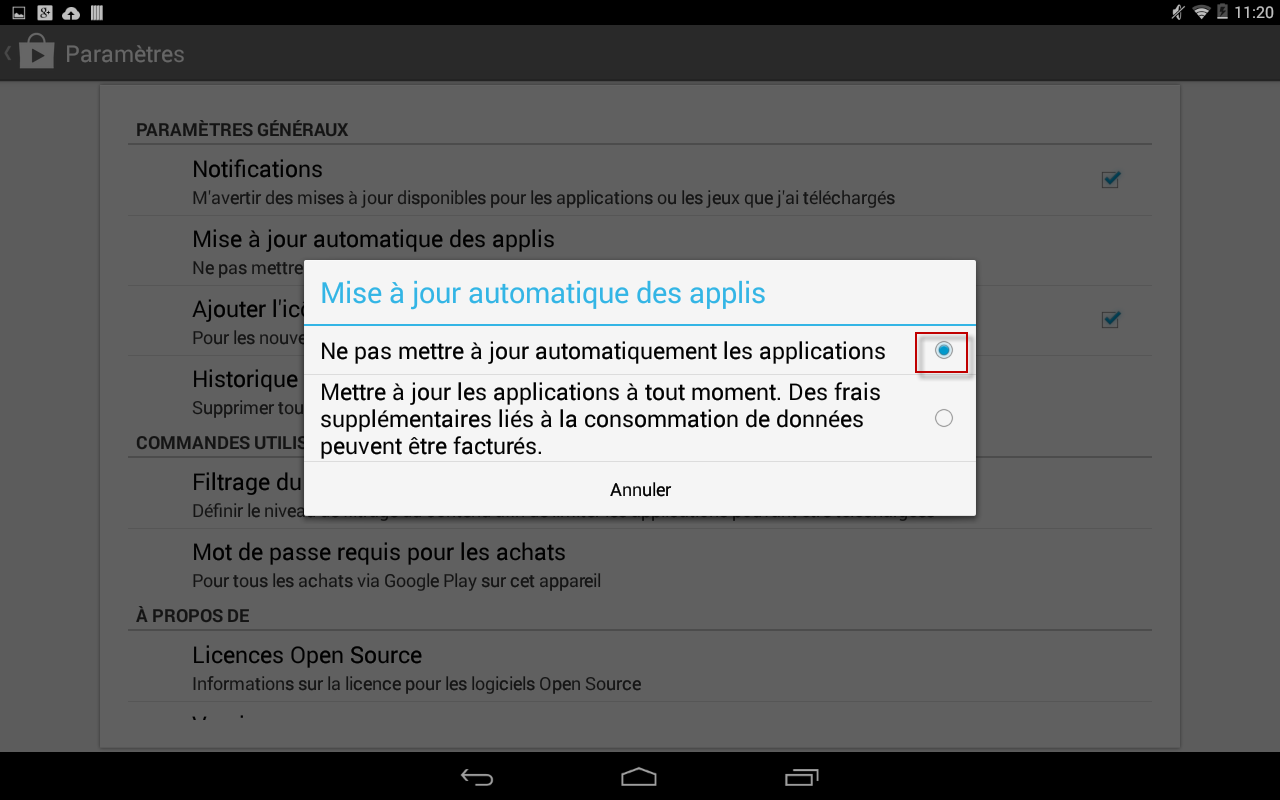 11:20
Paramètres
PARAMÈTRES GÉNÉRAUX
Notifications
M'avertir des mises à jour disponibles pour les applications ou les jeux que j'ai téléchargés
Mise à jour automatique des applis
Ne pas mettre
Ajouter l'icô
Pour les nouve
Historique
Supprimer tou
Mise à jour automatique des applis
Ne pas mettre à jour automatiquement les applications
Mettre à jour les applications à tout moment. Des frais
supplémentaires liés à la consommation de données
peuvent être facturés.
Annuler
COMMANDES UTILIS
Filtrage du
Définir le nivea
Mot de passe requis pour les achats
Pour tous les achats via Google Play sur cet appareil
À PROPOS DE
Licences Open Source
Informations sur la licence pour les logiciels Open Source